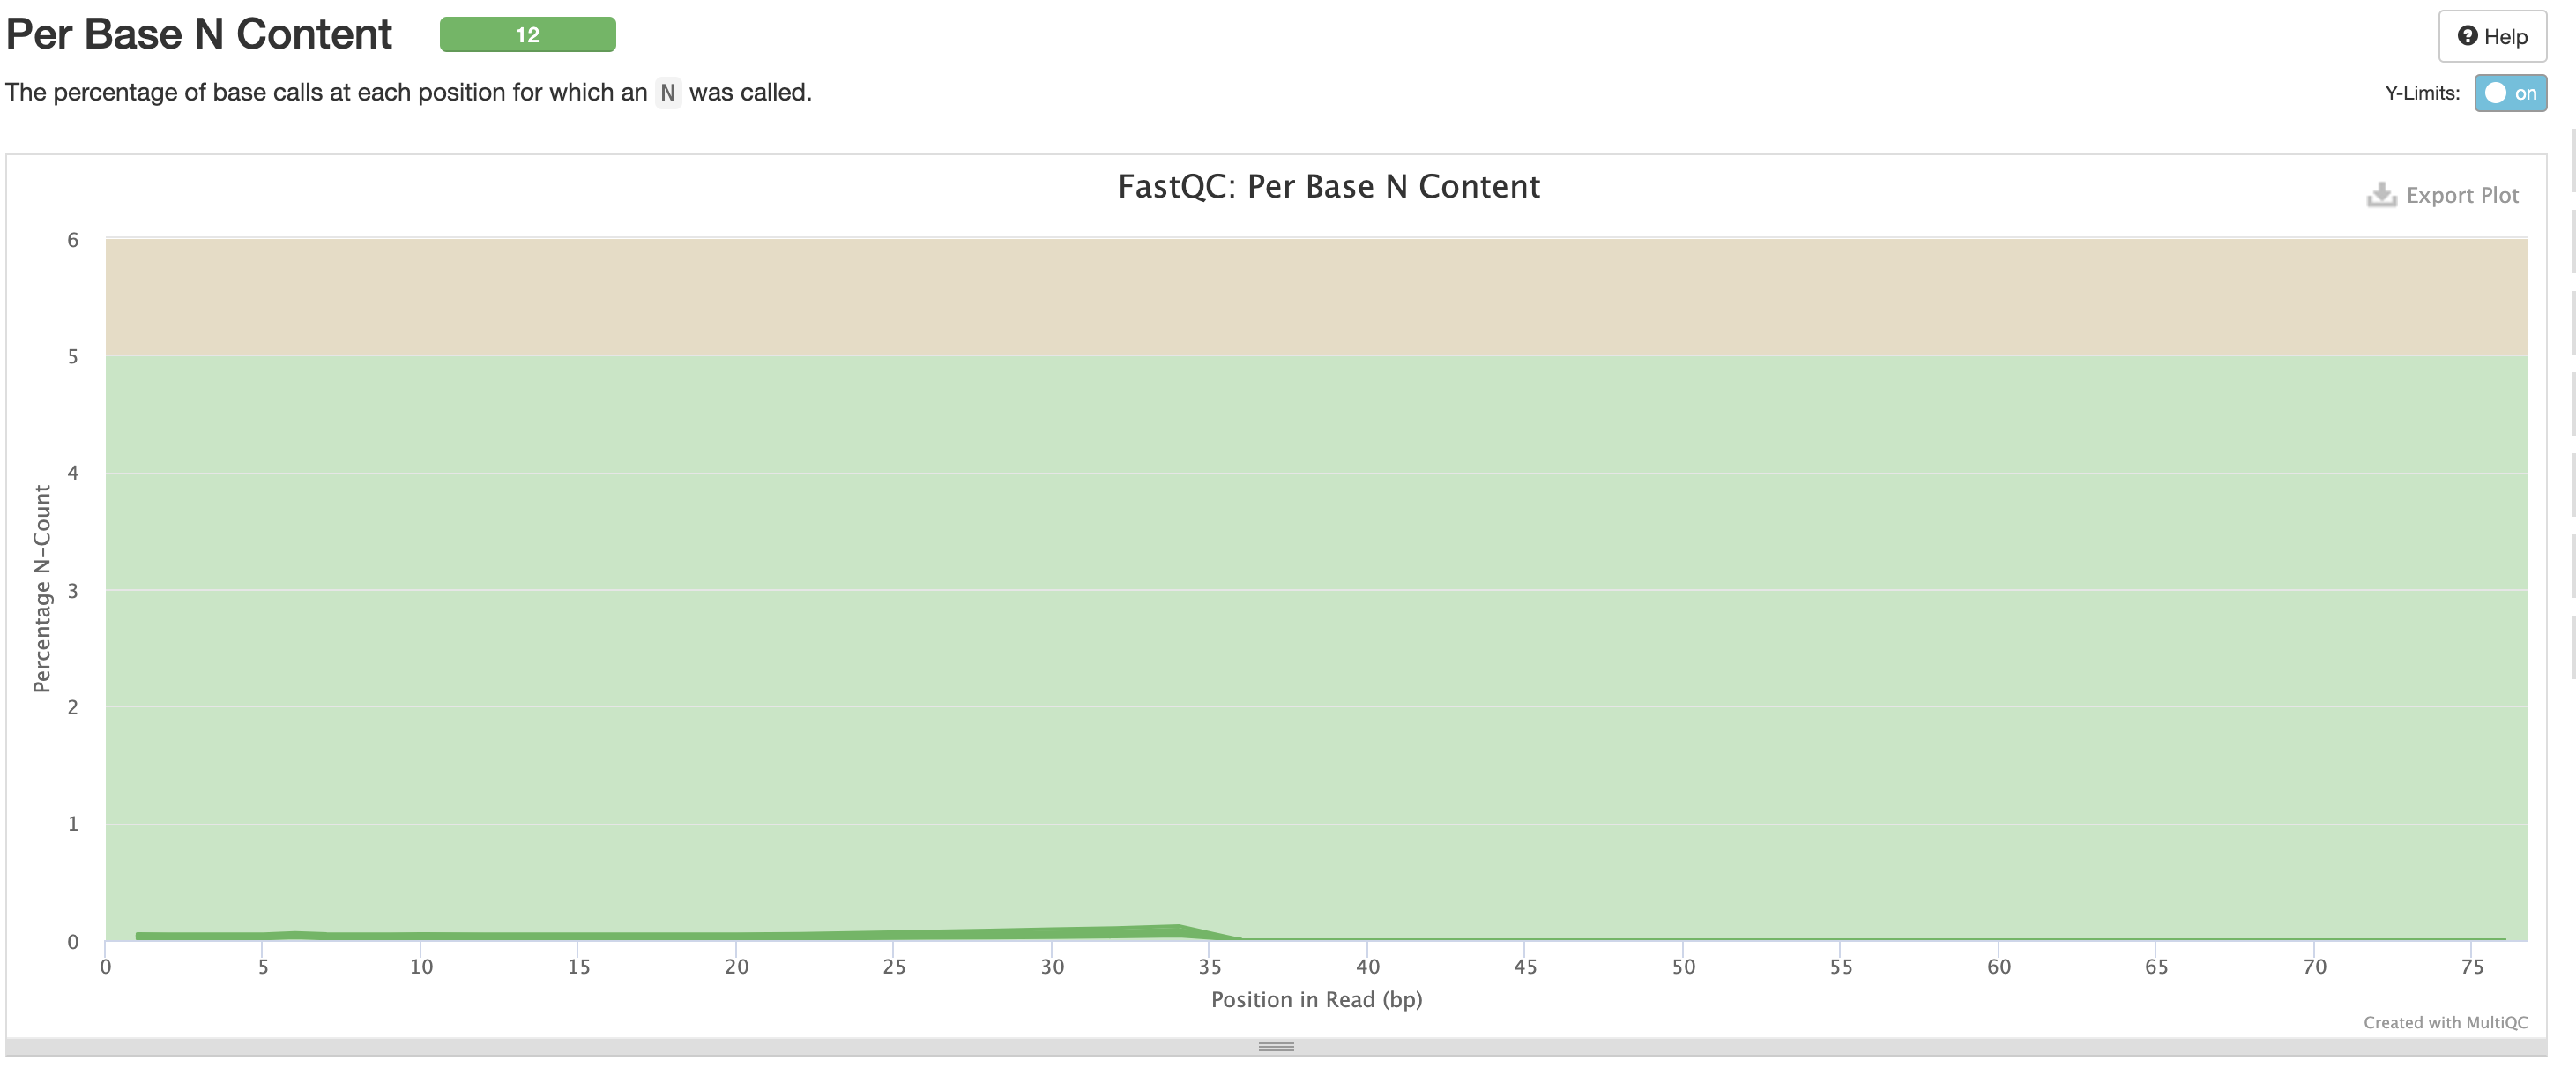 Per Base N Content 12
Help
The percentage of base calls at each position for which an N was called.
Y-Limits: on
FastQC: Per Base N Content
Export Plot
6
5
4
3
2
1
0
Percentage N-Count
0 5 10 15 20 25 30 35 40 45 50 55 60 65 70 75
Position in Read (bp)
Created with MultiQC